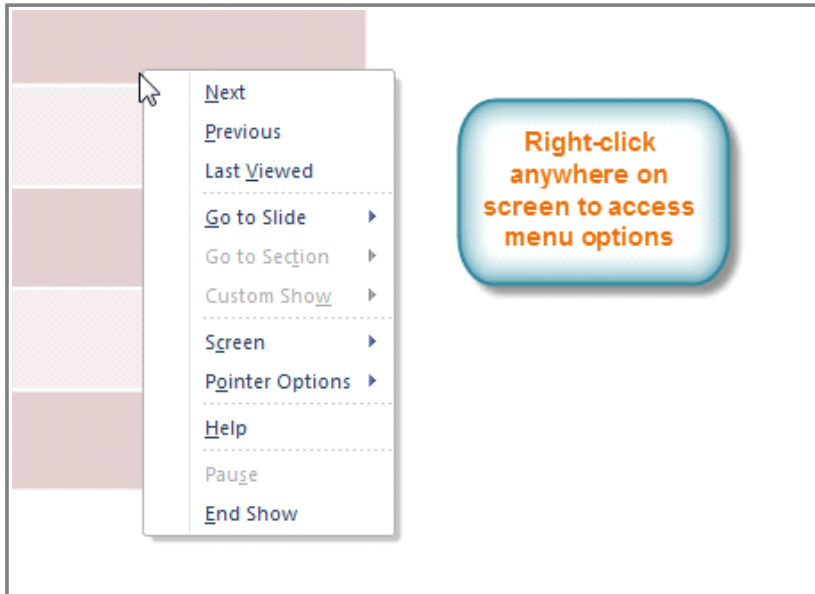 Next
Previous
Last Viewed
Go to Slide
Go to Section
Custom Show
Screen
Pointer Options
Help
Pause
End Show
Right-click
anywhere on
screen to access
menu options